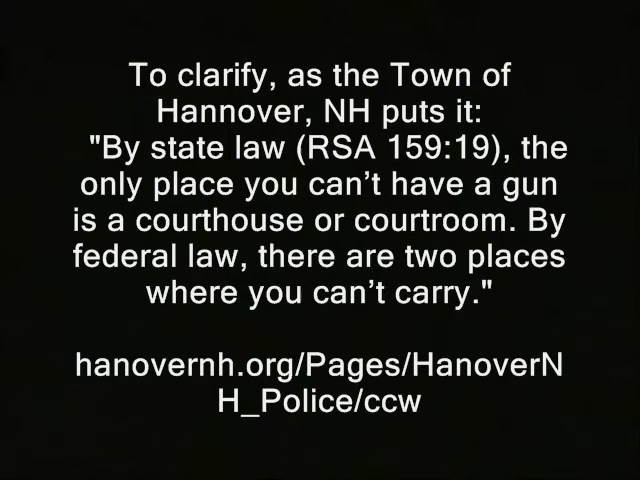 To clarify, as the Town of
Hannover, NH puts it:
"By state law (RSA 159:19), the
only place you can’t have a gun
is a courthouse or courtroom. By
federal law, there are two places
where you can’t carry."
hanovernh.org/Pages/HanoverN
H_Police/ccw